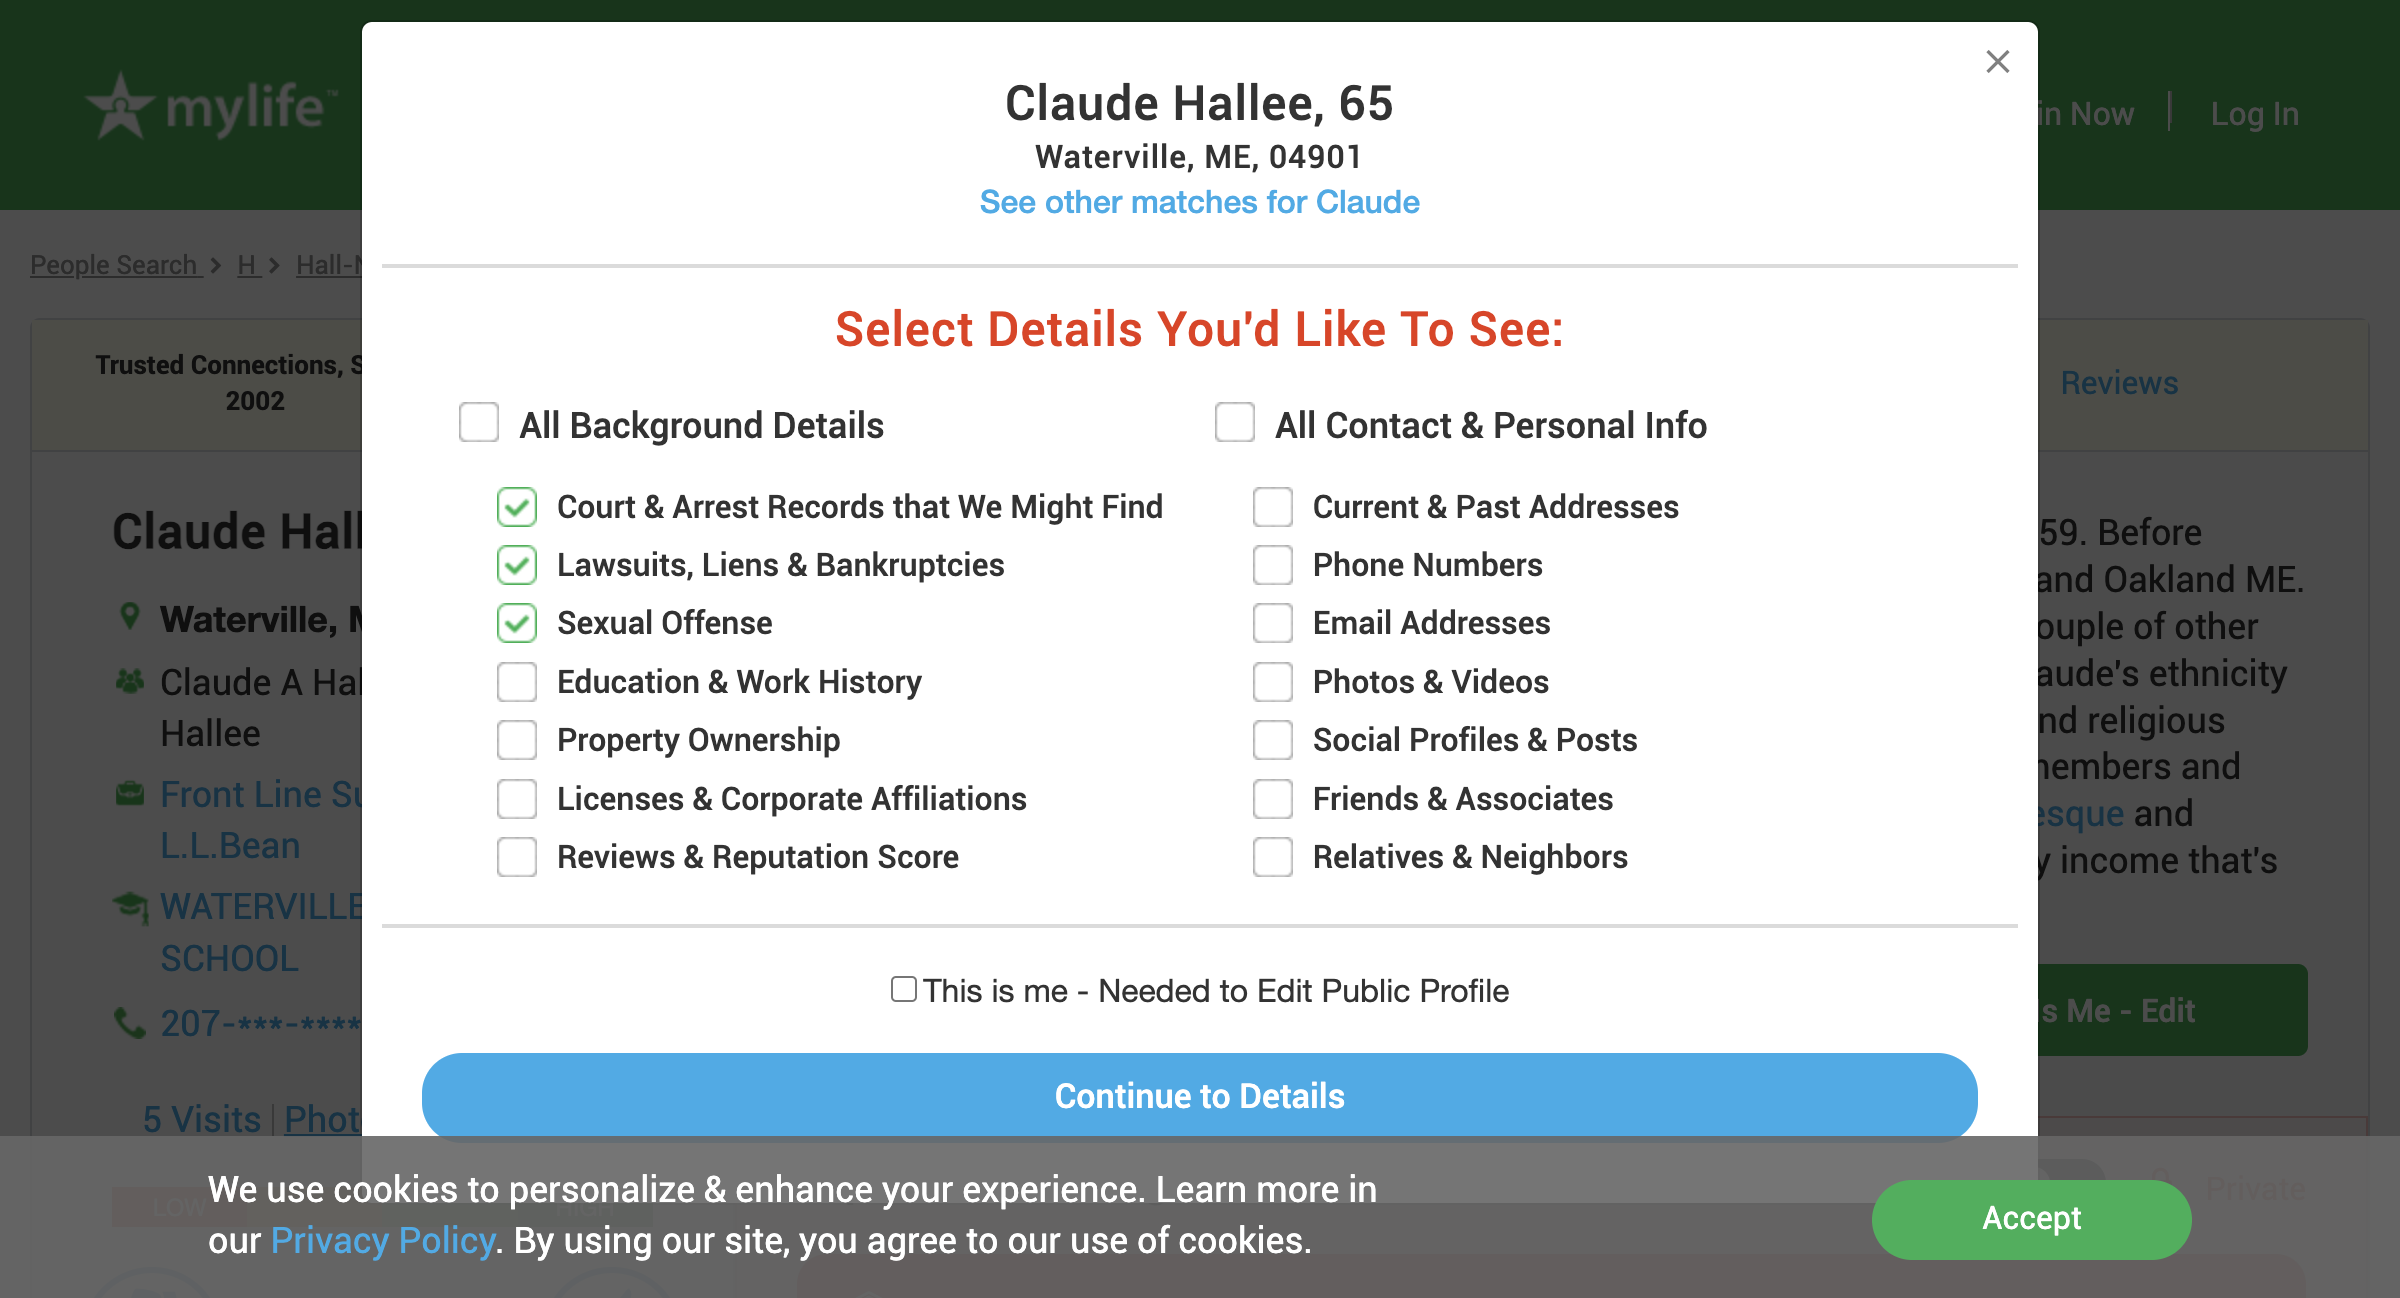 mylife™
in Now | Log In
People Search > H > Hall-
Trusted Connections, S
2002
Reviews
Claude Hallee, 65
Waterville, ME, 04901
See other matches for Claude
Select Details You'd Like To See:
All Background Details
Court & Arrest Records that We Might Find
Lawsuits, Liens & Bankruptcies
Sexual Offense
Education & Work History
Property Ownership
Licenses & Corporate Affiliations
Reviews & Reputation Score
All Contact & Personal Info
Current & Past Addresses
Phone Numbers
Email Addresses
Photos & Videos
Social Profiles & Posts
Friends & Associates
Relatives & Neighbors
This is me - Needed to Edit Public Profile
Continue to Details
Claude Hall
Waterville, M
Claude A Hal
Hallee
Front Line Su
L.L.Bean
WATERVILLE
SCHOOL
207-***-****
5 Visits | Phot
59. Before
and Oakland ME.
ouple of other
aude's ethnicity
nd religious
members and
esque and
y income that's
s Me - Edit
LOW
HIGH
Private
We use cookies to personalize & enhance your experience. Learn more in
our Privacy Policy. By using our site, you agree to our use of cookies.
Accept